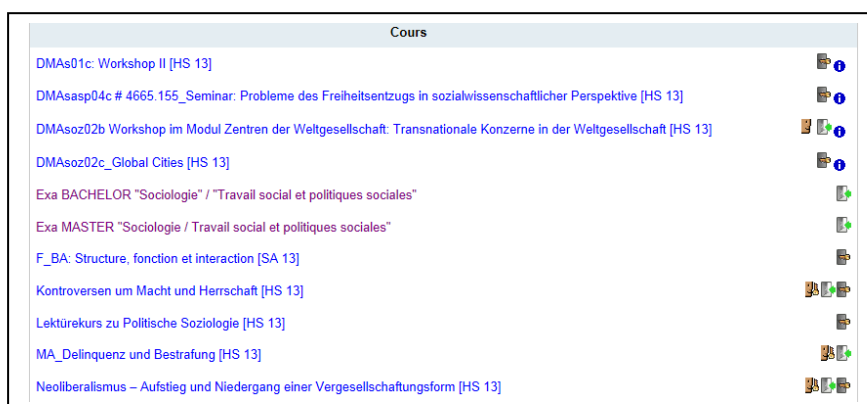 Cours
DMAs01c: Workshop II [HS 13]
DMAsasp04c # 4665.155_Seminar: Probleme des Freiheitsentzugs in sozialwissenschaftlicher Perspektive [HS 13]
DMAsoz02b Workshop im Modul Zentren der Weltgesellschaft: Transnationale Konzerne in der Weltgesellschaft [HS 13]
DMAsoz02c_Global Cities [HS 13]
Exa BACHELOR "Sociologie" / "Travail social et politiques sociales"
Exa MASTER "Sociologie / Travail social et politiques sociales"
F_BA: Structure, fonction et interaction [SA 13]
Kontroversen um Macht und Herrschaft [HS 13]
Lektürekurs zu Politische Soziologie [HS 13]
MA_Delinquenz und Bestrafung [HS 13]
Neoliberalismus – Aufstieg und Niedergang einer Vergesellschaftungsform [HS 13]